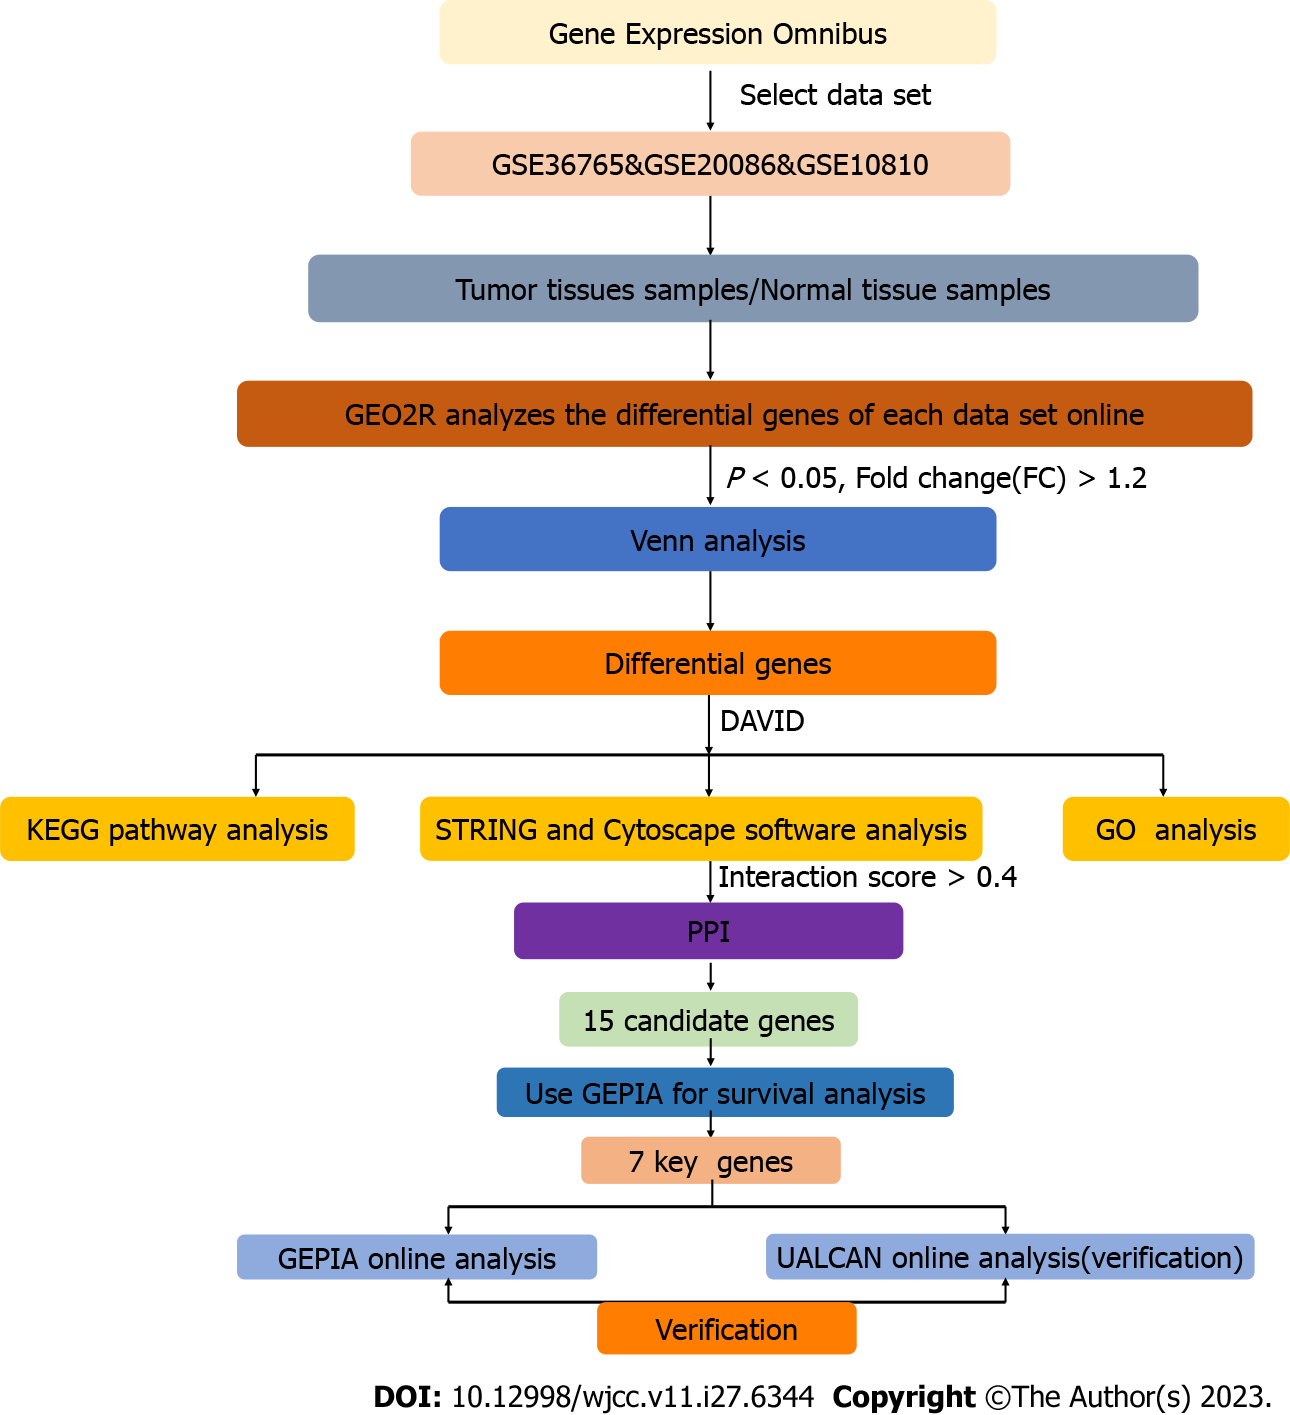 Gene Expression Omnibus
Select data set
GSE36765&GSE20086&GSE10810
Tumor tissues samples/Normal tissue samples
GEO2R analyzes the differential genes of each data set online
P < 0.05, Fold change(FC) > 1.2
Venn analysis
Differential genes
DAVID
KEGG pathway analysis
STRING and Cytoscape software analysis
GO  analysis
Interaction score > 0.4
PPI
15 candidate genes
Use GEPIA for survival analysis
7 key  genes
GEPIA online analysis
UALCAN online analysis(verification)
Verification
DOI: 10.12998/wjcc.v11.i27.6344  Copyright ©The Author(s) 2023.